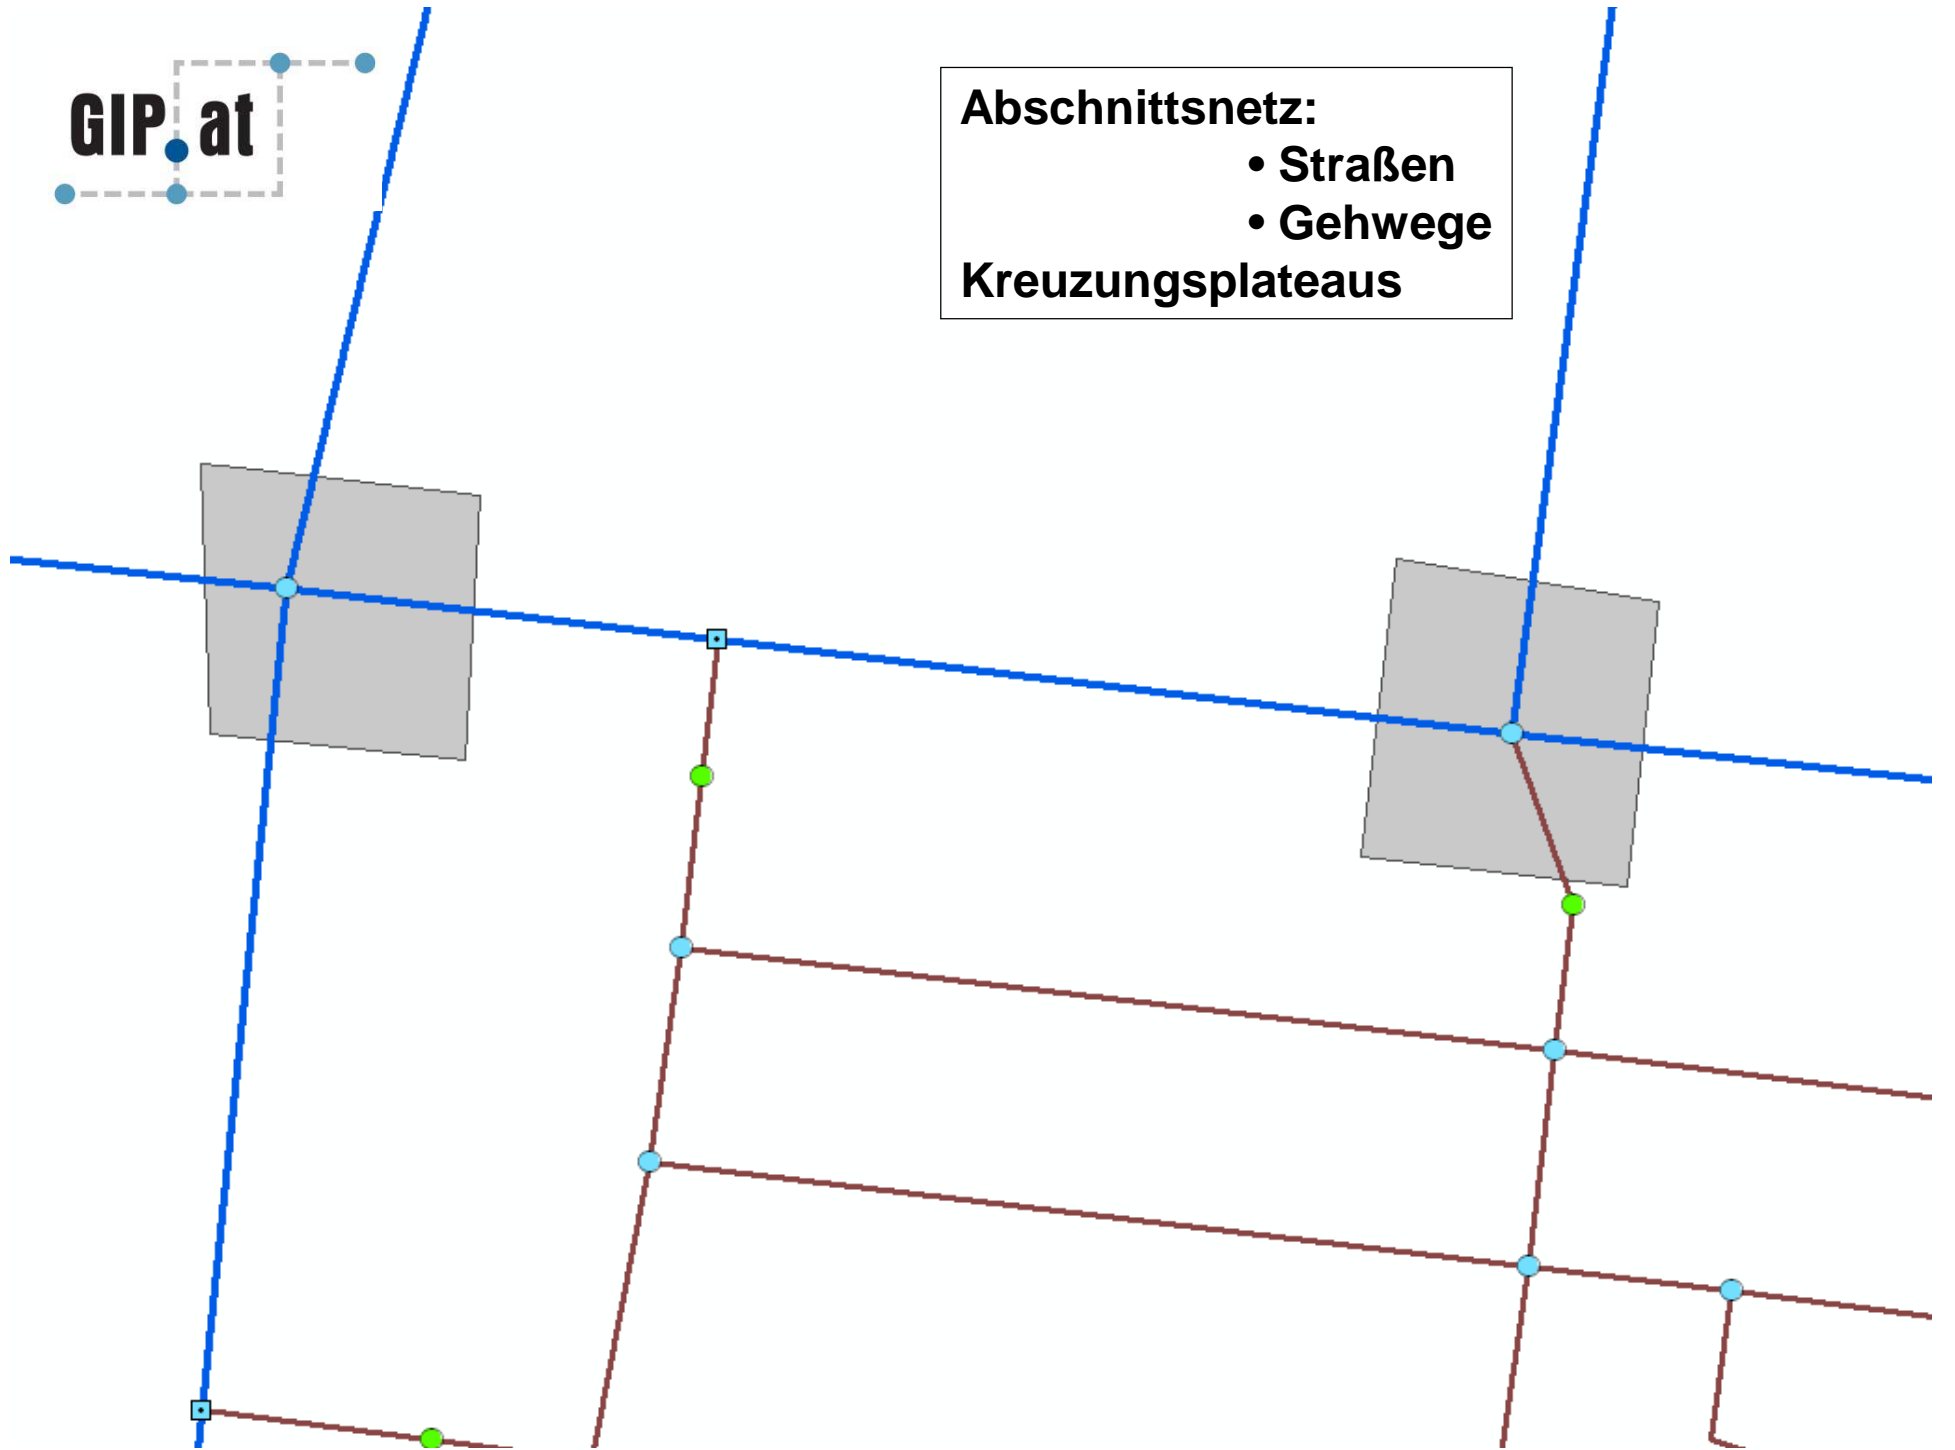 GIP.at
Abschnittsnetz:
• Straßen
• Gehwege
Kreuzungsplateaus